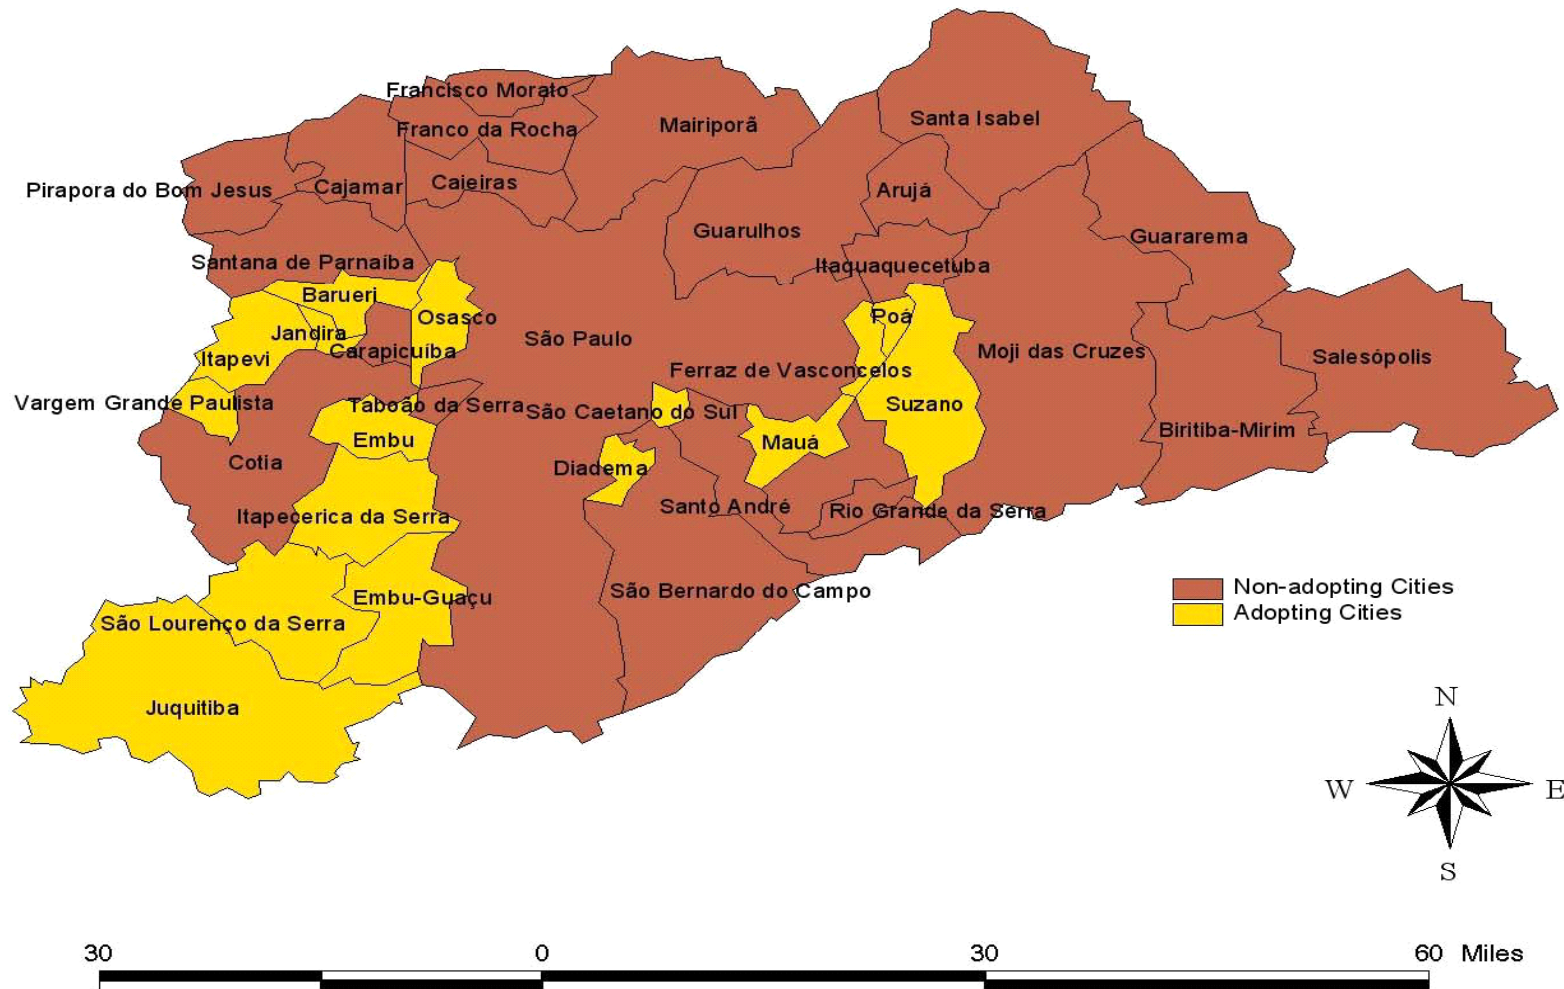 Francisco Morato
Franco da Rocha
Mairiporã
Santa Isabel
Pirapora do Bom Jesus
Cajamar
Caieiras
Arujá
Guarulhos
Guararema
Santana de Parnaíba
Itaquaquecetuba
Barueri
Osasco
Poá
Jandira
São Paulo
Carapicuíba
Moji das Cruzes
Itapevi
Salesópolis
Ferraz de Vasconcelos
Vargem Grande Paulista
Taboão da Serra
São Caetano do Sul
Suzano
Embu
Mauá
Biritiba-Mirim
Cotia
Diadema
Santo André
Rio Grande da Serra
Itapecerica da Serra
São Bernardo do Campo
Embu-Guaçu
São Lourenço da Serra
Juquitiba
Non-adopting Cities
Adopting Cities
N
W E
S
30 0 30 60 Miles